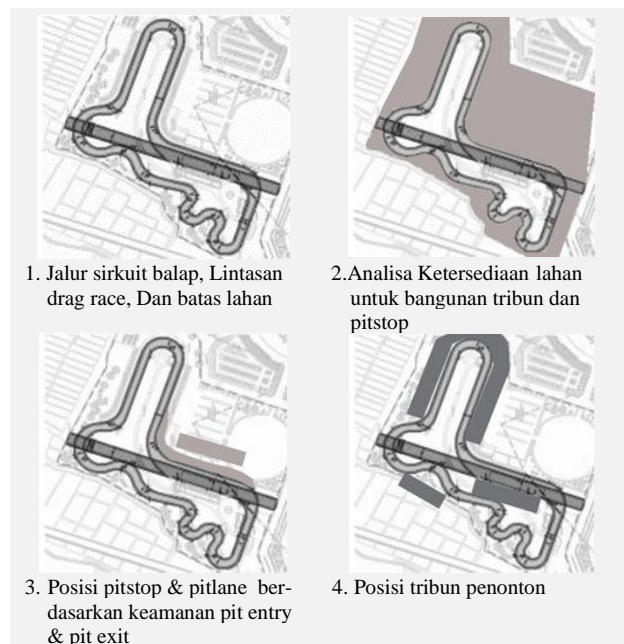 1. Jalur sirkuit balap, Lintasan
drag race, Dan batas lahan
2.Analisa Ketersediaan lahan
untuk bangunan tribun dan
pitstop
3. Posisi pitstop & pitlane ber-
dasarkan keamanan pit entry
& pit exit
4. Posisi tribun penonton